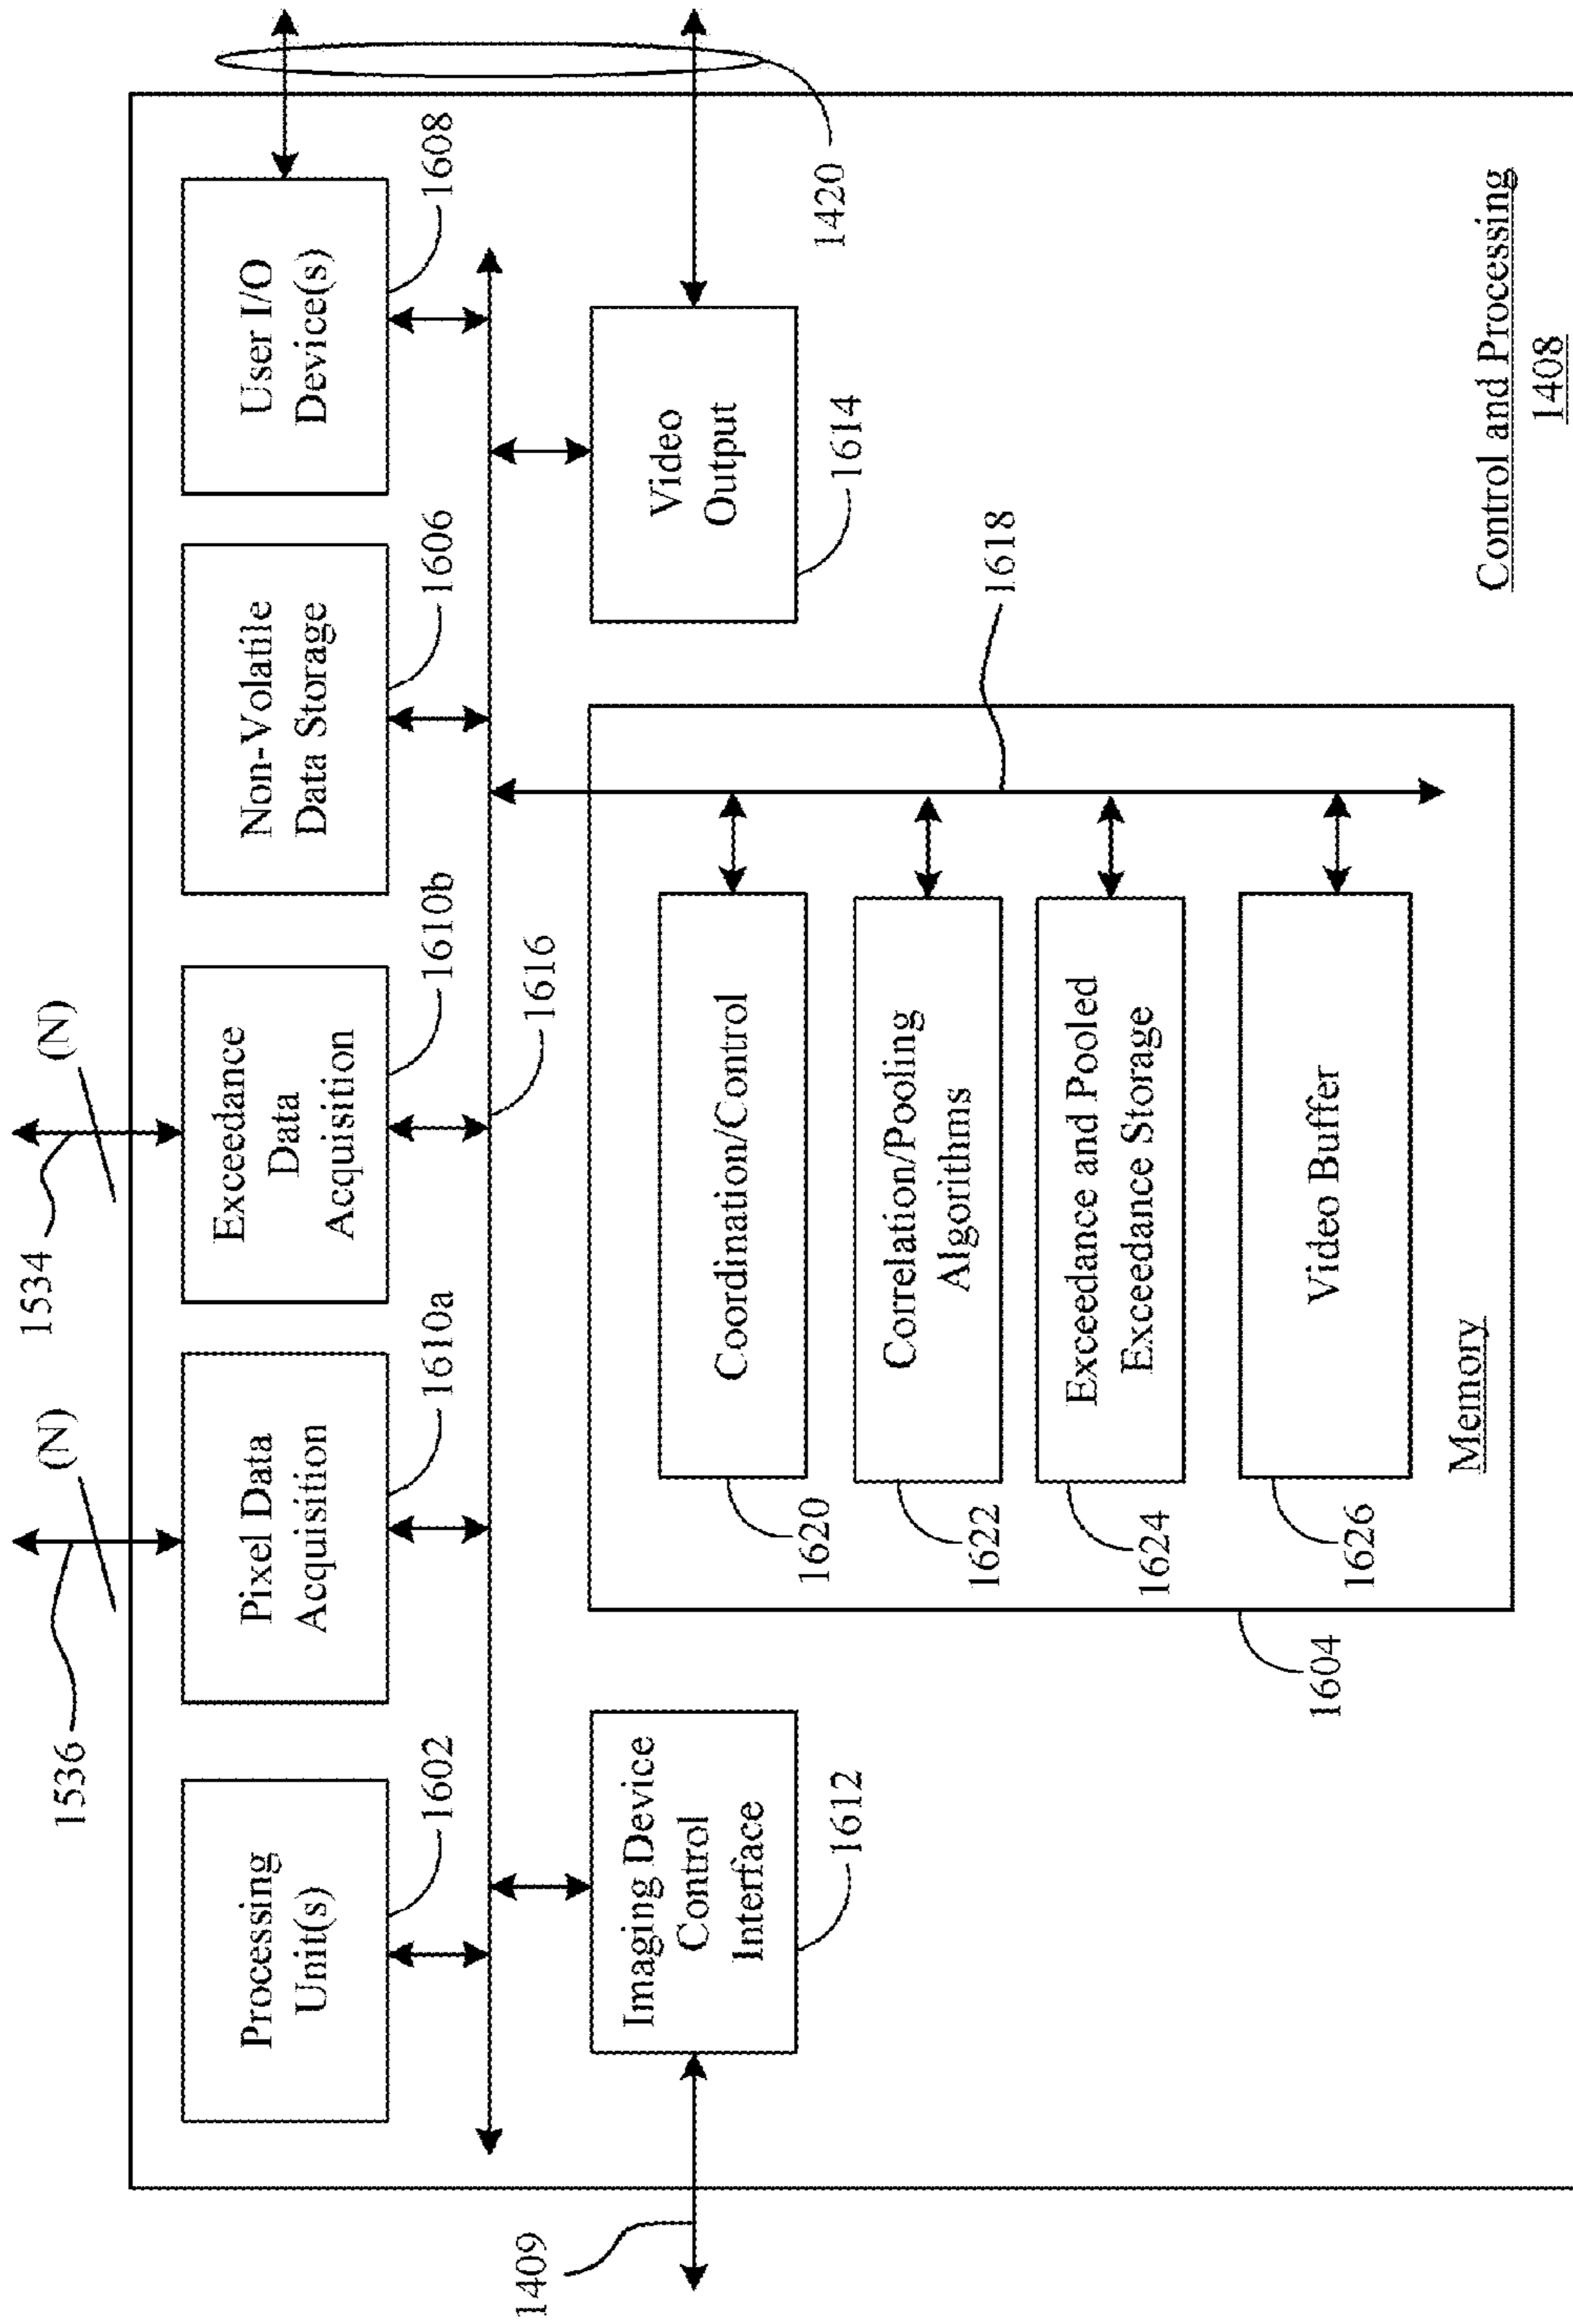 1536
(N)
1534
(N)
Processing
Unit(s)
1602
Pixel Data
Acquisition
1610a
Exceedance
Data
Acquisition
1610b
Non-Volatile
Data Storage
1606
User I/O
Device(s)
1608
1616
1409
Imaging Device
Control
Interface
1612
Video
Output
1614
1420
1618
Coordination/Control
1620
Correlation/Pooling
Algorithms
1622
Exceedance and Pooled
Exceedance Storage
1624
Video Buffer
1626
Memory
1604
Control and Processing
1408